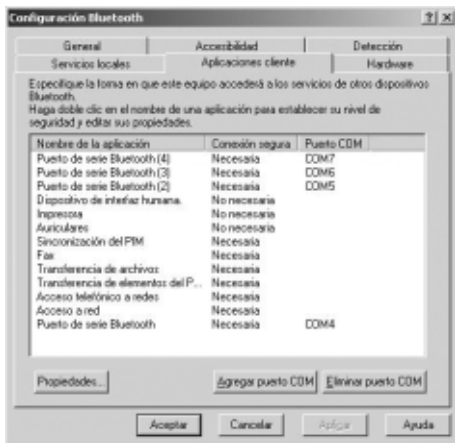 Configuración Bluetooth
General Accesibilidad Detección
Servicios locales Aplicaciones cliente Hardware
Especifique la forma en que este equipo accederá a los servicios de otros dispositivos
Bluetooth.
Haga doble clic en el nombre de una aplicación para establecer su nivel de
seguridad y editar sus propiedades.
Nombre de la aplicación Conexión segura Puerto COM
Puerto de serie Bluetooth (4) Necesaria COM7
Puerto de serie Bluetooth (3) Necesaria COM6
Puerto de serie Bluetooth (2) Necesaria COM5
Dispositivo de interfaz humana. No necesaria
Impresora No necesaria
Auriculares No necesaria
Sincronización del PIM Necesaria
Fax Necesaria
Transferencia de archivos Necesaria
Transferencia de elementos del P... Necesaria
Acceso telefónico a redes Necesaria
Acceso a red Necesaria
Puerto de serie Bluetooth Necesaria COM4
Propiedades... Agregar puerto COM Eliminar puerto COM
Aceptar Cancelar Aplicar Ayuda